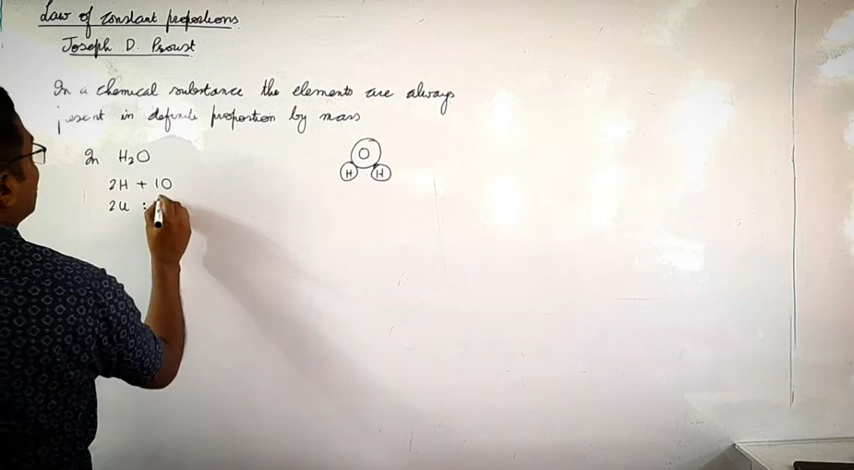 Law of constant proportions
Joseph D. Proust
In a chemical substance the elements are always
present in definite proportion by mass
In H₂O
2H + 1O
2u :
O
H H